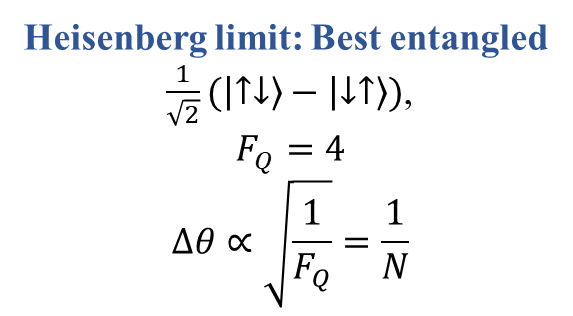 Heisenberg limit: Best entangled
1/√2 (|↑↓⟩ − |↓↑⟩),
F_Q = 4
Δθ ∝ √(1/F_Q) = 1/N